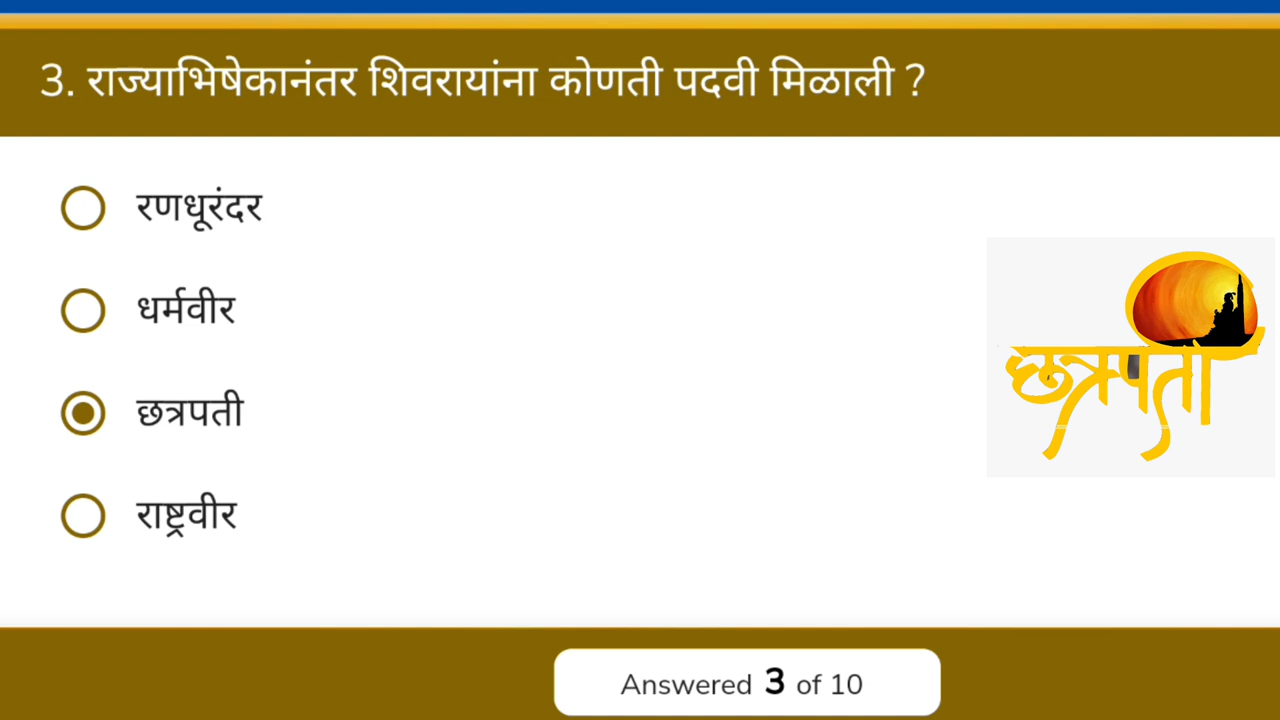 3. राज्याभिषेकानंतर शिवरायांना कोणती पदवी मिळाली ?
रणधूरंदर
धर्मवीर
छत्रपती
राष्ट्रवीर
छत्रपती
Answered 3 of 10